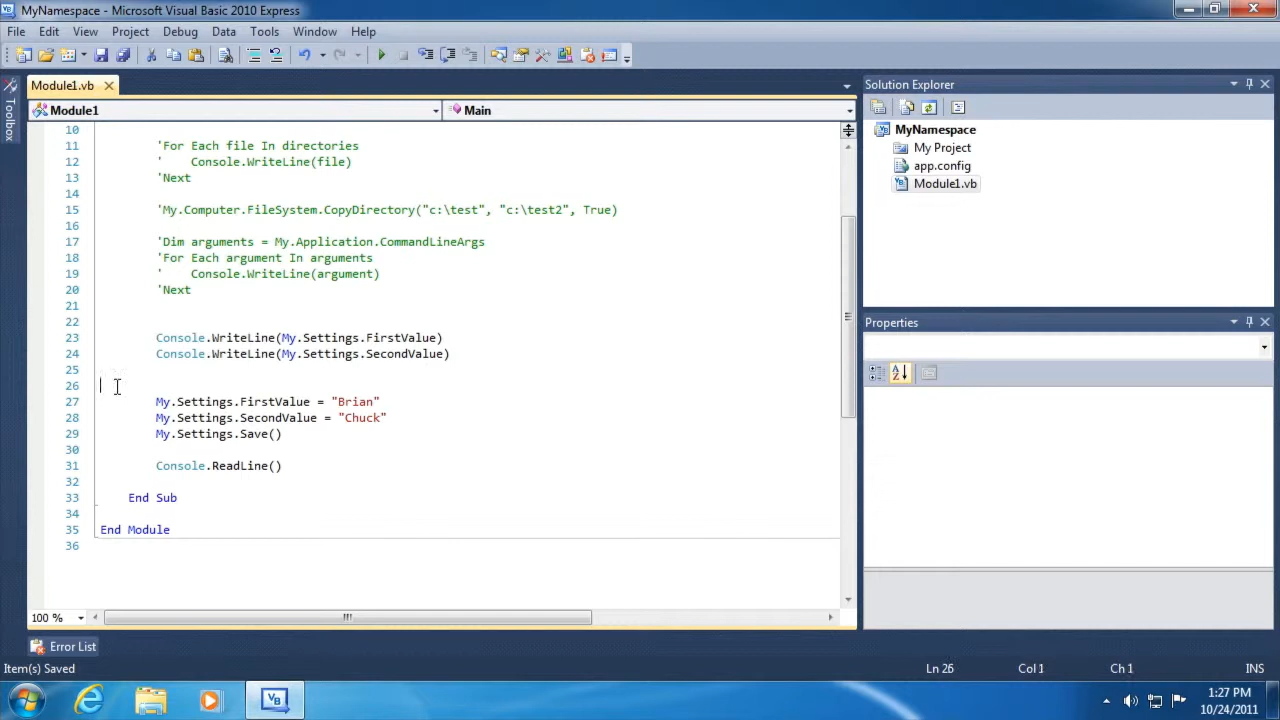 MyNamespace - Microsoft Visual Basic 2010 Express
File Edit View Project Debug Data Tools Window Help
Toolbox
Module1.vb
Module1
Main
10
11 'For Each file In directories
12 '    Console.WriteLine(file)
13 'Next
14
15 'My.Computer.FileSystem.CopyDirectory("c:\test", "c:\test2", True)
16
17 'Dim arguments = My.Application.CommandLineArgs
18 'For Each argument In arguments
19 '    Console.WriteLine(argument)
20 'Next
21
22
23 Console.WriteLine(My.Settings.FirstValue)
24 Console.WriteLine(My.Settings.SecondValue)
25
26
27 My.Settings.FirstValue = "Brian"
28 My.Settings.SecondValue = "Chuck"
29 My.Settings.Save()
30
31 Console.ReadLine()
32
33 End Sub
34
35 End Module
36
100 %
Solution Explorer
MyNamespace
My Project
app.config
Module1.vb
Properties
Error List
Item(s) Saved Ln 26 Col 1 Ch 1 INS
1:27 PM
10/24/2011